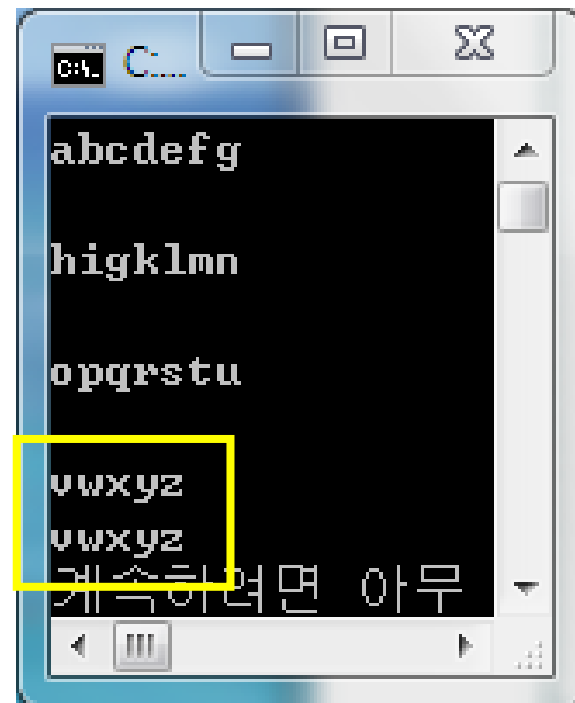 C:\. C:....
abcdefg
higklmn
opqrstu
vwxyz
vwxyz
계속하려면 아무